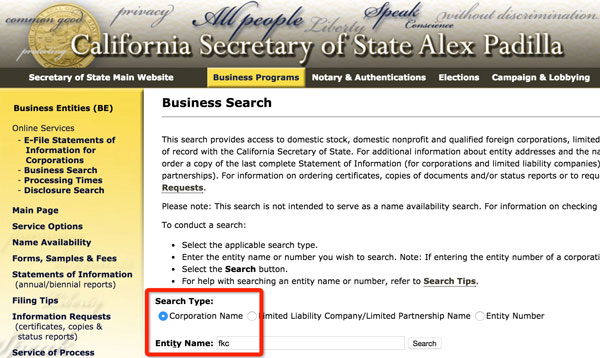 common good
privacy
All people
Liberty
Speak
Conscience
without discrimination.
protecting
California Secretary of State Alex Padilla
Secretary of State Main Website
Business Programs
Notary & Authentications
Elections
Campaign & Lobbying
Business Entities (BE)
Online Services
- E-File Statements of
Information for
Corporations
- Business Search
- Processing Times
- Disclosure Search
Main Page
Service Options
Name Availability
Forms, Samples & Fees
Statements of Information
(annual/biennial reports)
Filing Tips
Information Requests
(certificates, copies &
status reports)
Service of Process
Business Search
This search provides access to domestic stock, domestic nonprofit and qualified foreign corporations, limited
of record with the California Secretary of State. For additional information about entity addresses and the na
order a copy of the last complete Statement of Information (for corporations and limited liability companies)
partnerships). For information on ordering certificates, copies of documents and/or status reports or to requ
Requests.
Please note: This search is not intended to serve as a name availability search. For information on checking
To conduct a search:
• Select the applicable search type.
• Enter the entity name or number you wish to search. Note: If entering the entity number of a corporati
• Select the Search button.
• For help with searching an entity name or number, refer to Search Tips.
Search Type:
Corporation Name Limited Liability Company/Limited Partnership Name Entity Number
Entity Name: fkc Search